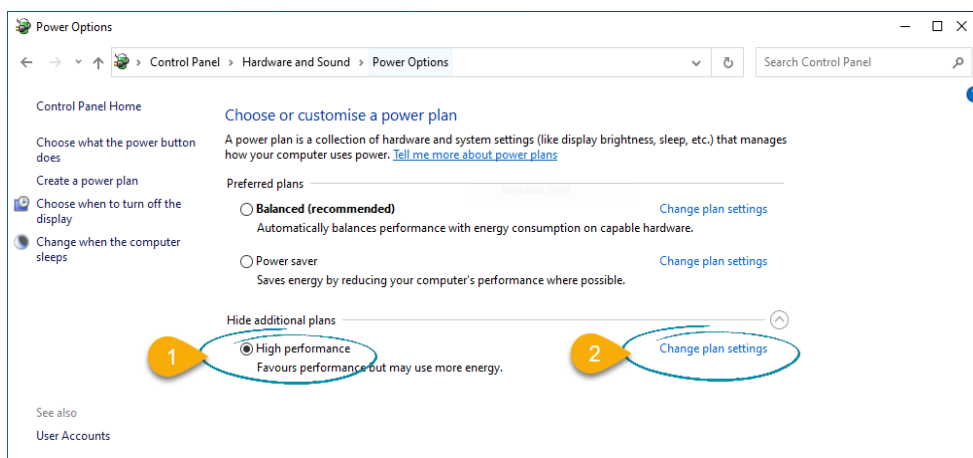 Power Options
Control Panel > Hardware and Sound > Power Options
Search Control Panel
Control Panel Home
Choose what the power button
does
Create a power plan
Choose when to turn off the
display
Change when the computer
sleeps
Choose or customise a power plan
A power plan is a collection of hardware and system settings (like display brightness, sleep, etc.) that manages
how your computer uses power. Tell me more about power plans
Preferred plans
Window Snip
Balanced (recommended)
Change plan settings
Automatically balances performance with energy consumption on capable hardware.
Power saver
Change plan settings
Saves energy by reducing your computer's performance where possible.
Hide additional plans
1
High performance
2
Change plan settings
Favours performance but may use more energy.
See also
User Accounts